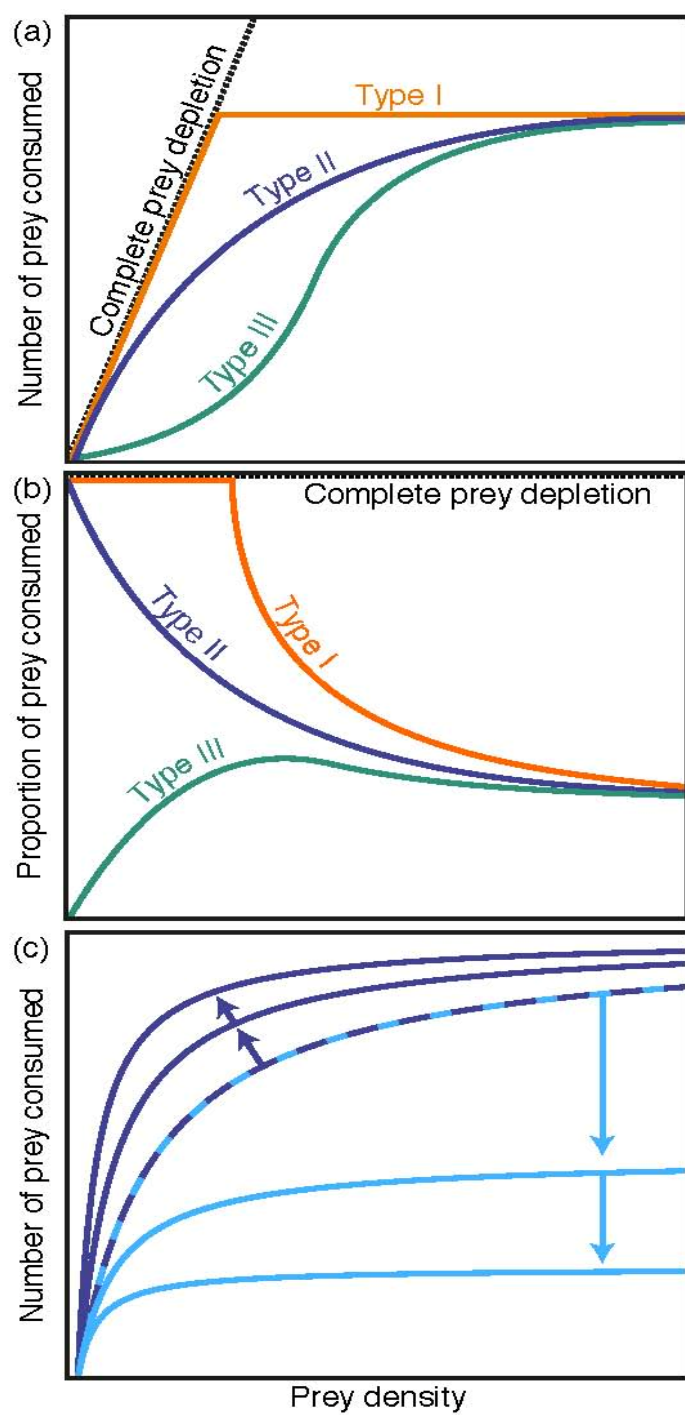 (a)
Number of prey consumed
Complete prey depletion
Type I
Type II
Type III
(b)
Proportion of prey consumed
Complete prey depletion
Type I
Type II
Type III
(c)
Number of prey consumed
Prey density